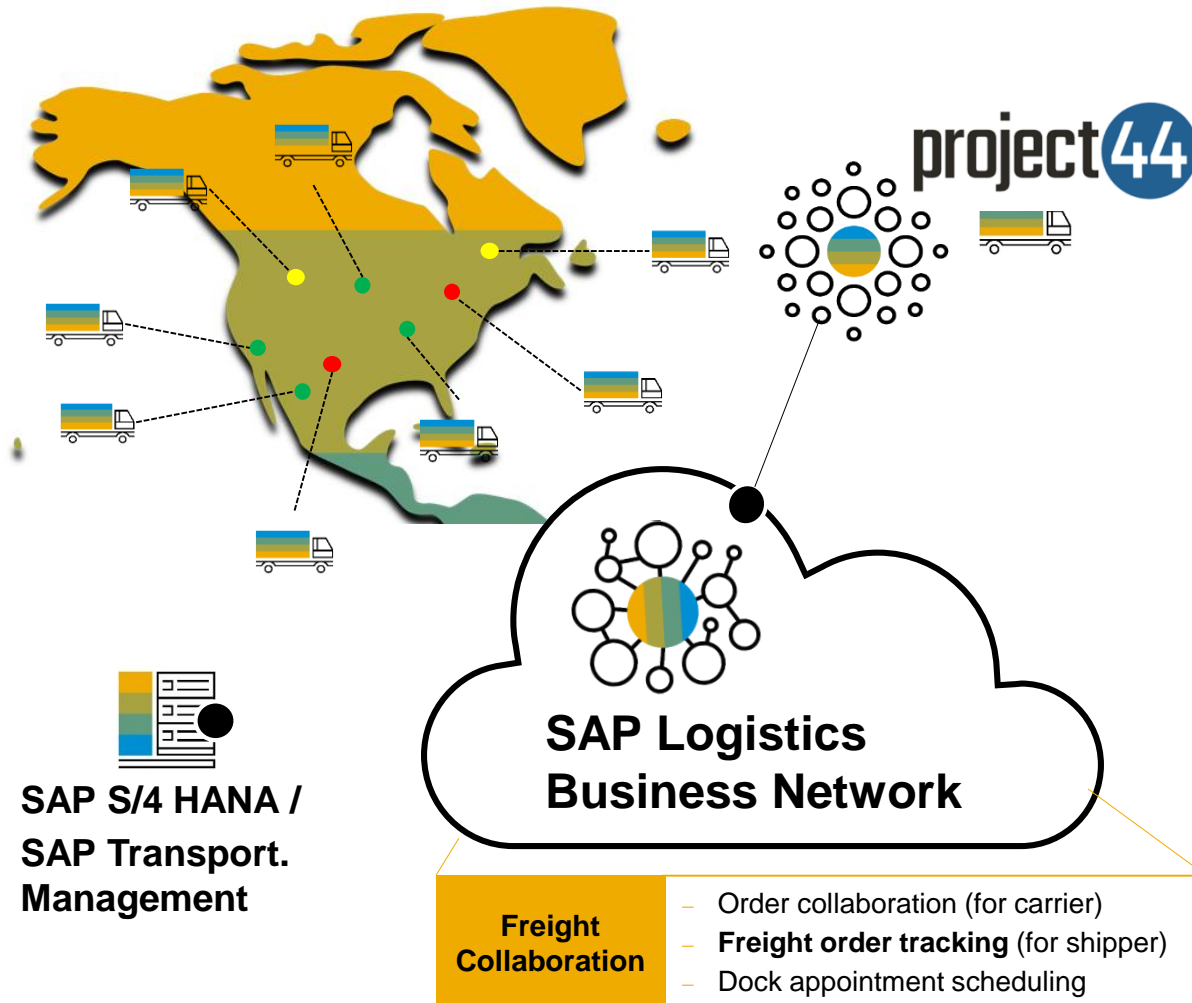 project44
SAP Logistics
Business Network
SAP S/4 HANA /
SAP Transport.
Management
Freight
Collaboration
– Order collaboration (for carrier)
– Freight order tracking (for shipper)
– Dock appointment scheduling